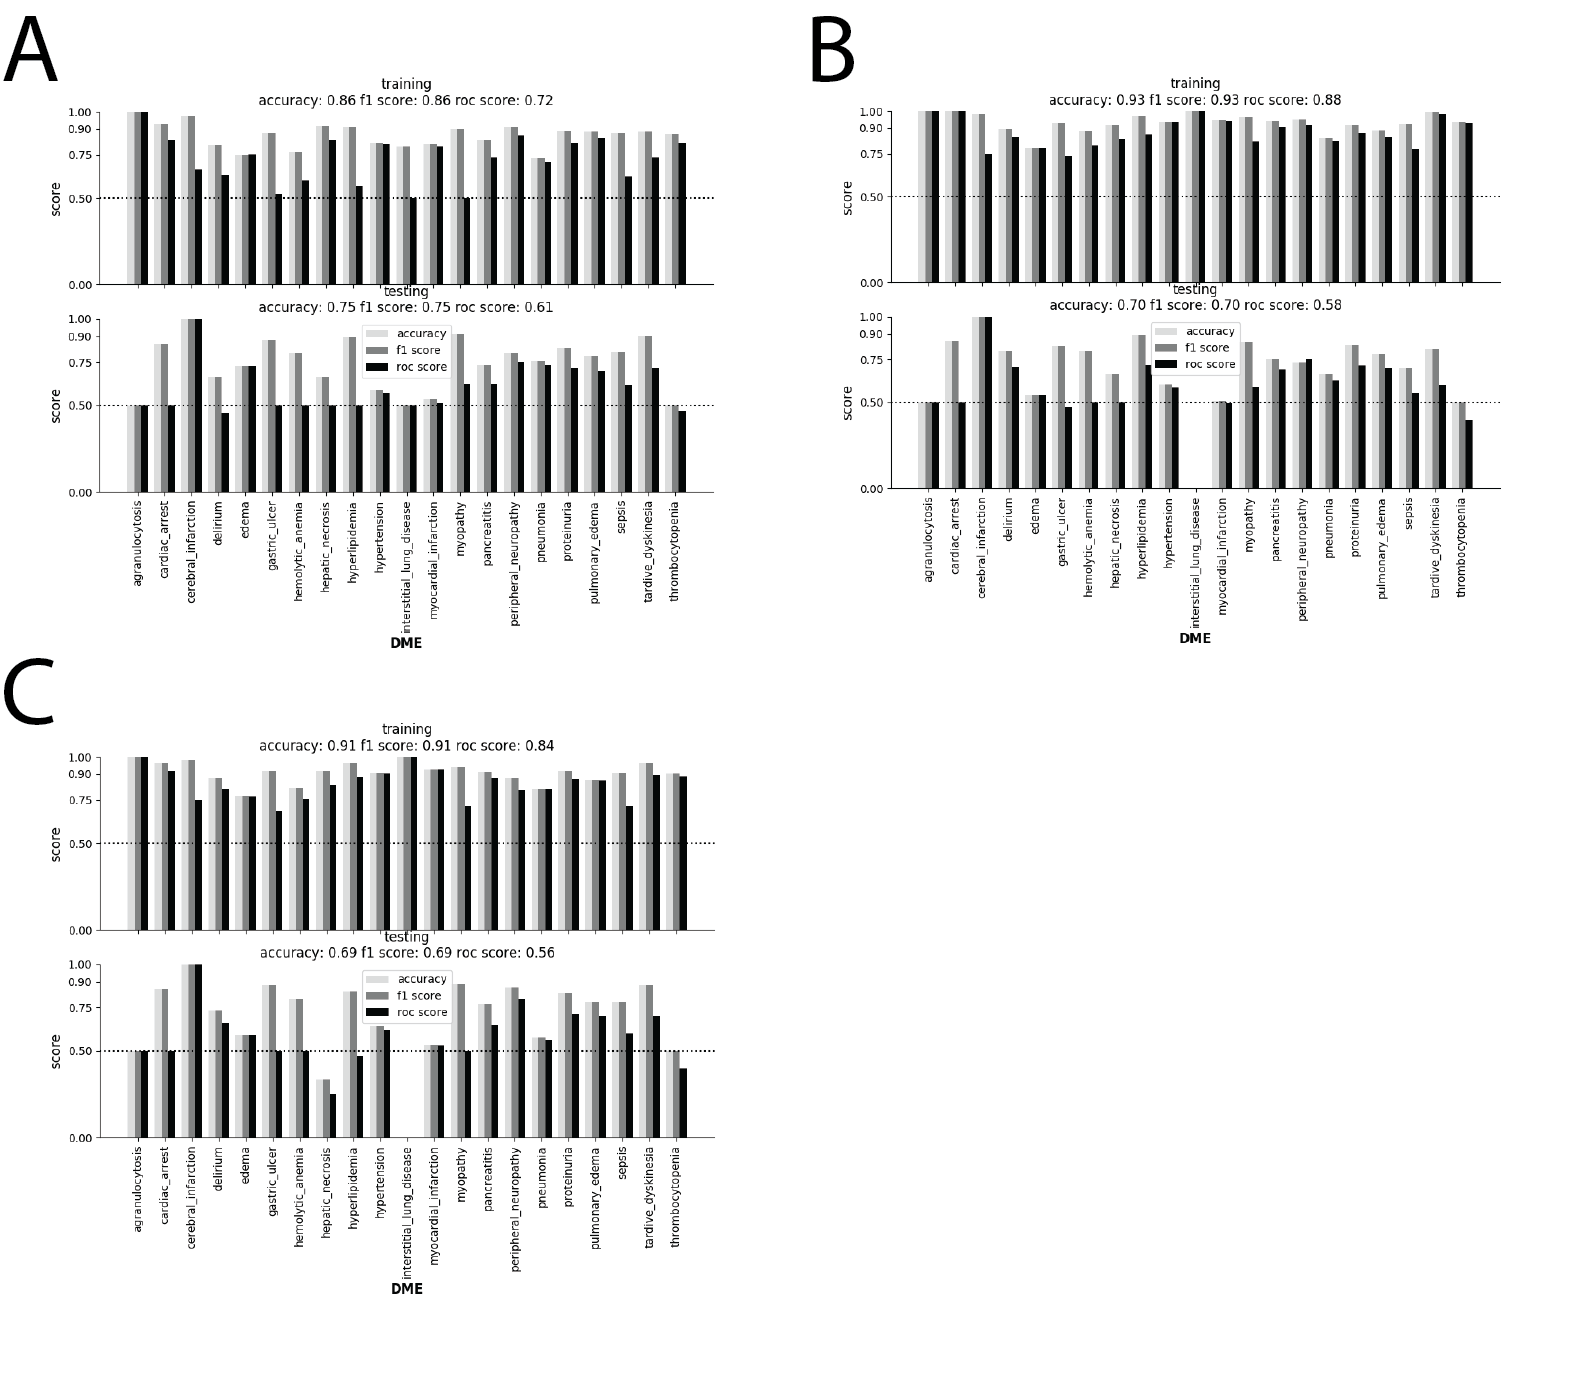 A
training
accuracy: 0.86 f1 score: 0.86 roc score: 0.72
1.00
0.90
0.75
0.50
0.00
score
testing
accuracy: 0.75 f1 score: 0.75 roc score: 0.61
1.00
0.90
0.75
0.50
0.00
score
accuracy
f1 score
roc score
agranulocytosis
cardiac_arrest
cerebral_infarction
delirium
edema
gastric_ulcer
hemolytic_anemia
hepatic_necrosis
hyperlipidemia
hypertension
interstitial_lung_disease
myocardial_infarction
myopathy
pancreatitis
peripheral_neuropathy
pneumonia
proteinuria
pulmonary_edema
sepsis
tardive_dyskinesia
thrombocytopenia
DME
B
training
accuracy: 0.93 f1 score: 0.93 roc score: 0.88
1.00
0.90
0.75
0.50
0.00
score
testing
accuracy: 0.70 f1 score: 0.70 roc score: 0.58
1.00
0.90
0.75
0.50
0.00
score
accuracy
f1 score
roc score
agranulocytosis
cardiac_arrest
cerebral_infarction
delirium
edema
gastric_ulcer
hemolytic_anemia
hepatic_necrosis
hyperlipidemia
hypertension
interstitial_lung_disease
myocardial_infarction
myopathy
pancreatitis
peripheral_neuropathy
pneumonia
proteinuria
pulmonary_edema
sepsis
tardive_dyskinesia
thrombocytopenia
DME
C
training
accuracy: 0.91 f1 score: 0.91 roc score: 0.84
1.00
0.90
0.75
0.50
0.00
score
testing
accuracy: 0.69 f1 score: 0.69 roc score: 0.56
1.00
0.90
0.75
0.50
0.00
score
accuracy
f1 score
roc score
agranulocytosis
cardiac_arrest
cerebral_infarction
delirium
edema
gastric_ulcer
hemolytic_anemia
hepatic_necrosis
hyperlipidemia
hypertension
interstitial_lung_disease
myocardial_infarction
myopathy
pancreatitis
peripheral_neuropathy
pneumonia
proteinuria
pulmonary_edema
sepsis
tardive_dyskinesia
thrombocytopenia
DME